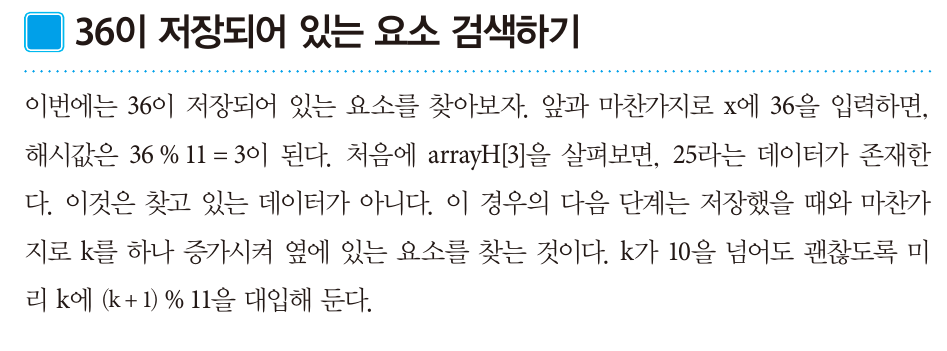 36이 저장되어 있는 요소 검색하기
이번에는 36이 저장되어 있는 요소를 찾아보자. 앞과 마찬가지로 x에 36을 입력하면,
해시값은 36 % 11 = 3이 된다. 처음에 arrayH[3]을 살펴보면, 25라는 데이터가 존재한
다. 이것은 찾고 있는 데이터가 아니다. 이 경우의 다음 단계는 저장했을 때와 마찬가
지로 k를 하나 증가시켜 옆에 있는 요소를 찾는 것이다. k가 10을 넘어도 괜찮도록 미
리 k에 (k + 1) % 11을 대입해 둔다.